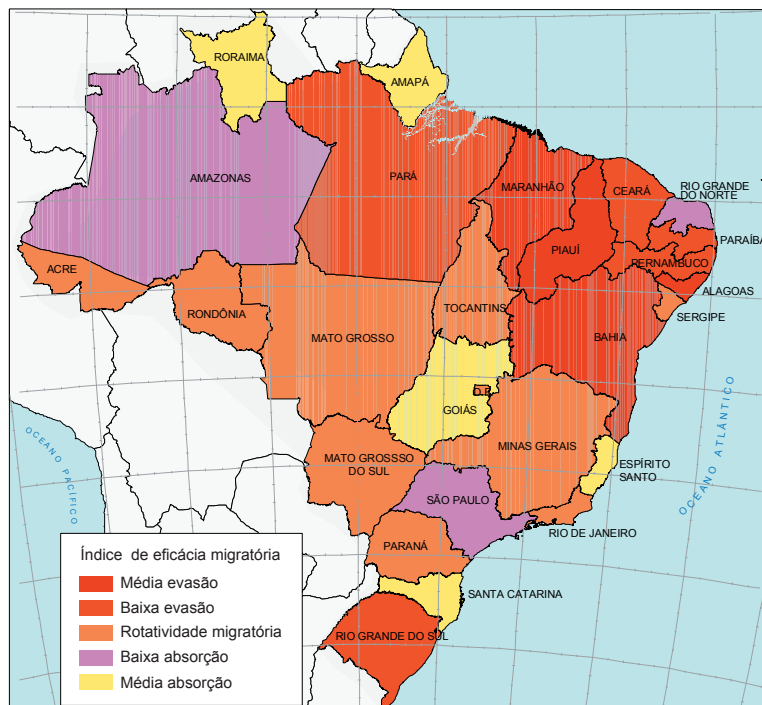 RORAIMA
AMAPÁ
AMAZONAS
PARÁ
MARANHÃO
CEARÁ
RIO GRANDE
DO NORTE
PARAÍBA
PIAUÍ
PERNAMBUCO
ALAGOAS
SERGIPE
ACRE
RONDÔNIA
TOCANTINS
BAHIA
MATO GROSSO
D.F.
GOIÁS
MINAS GERAIS
MATO GROSSSO
DO SUL
ESPÍRITO
SANTO
SÃO PAULO
RIO DE JANEIRO
PARANÁ
SANTA CATARINA
RIO GRANDE DO SUL
OCEANO PACÍFICO
OCEANO ATLÂNTICO
Índice de eficácia migratória
Média evasão
Baixa evasão
Rotatividade migratória
Baixa absorção
Média absorção